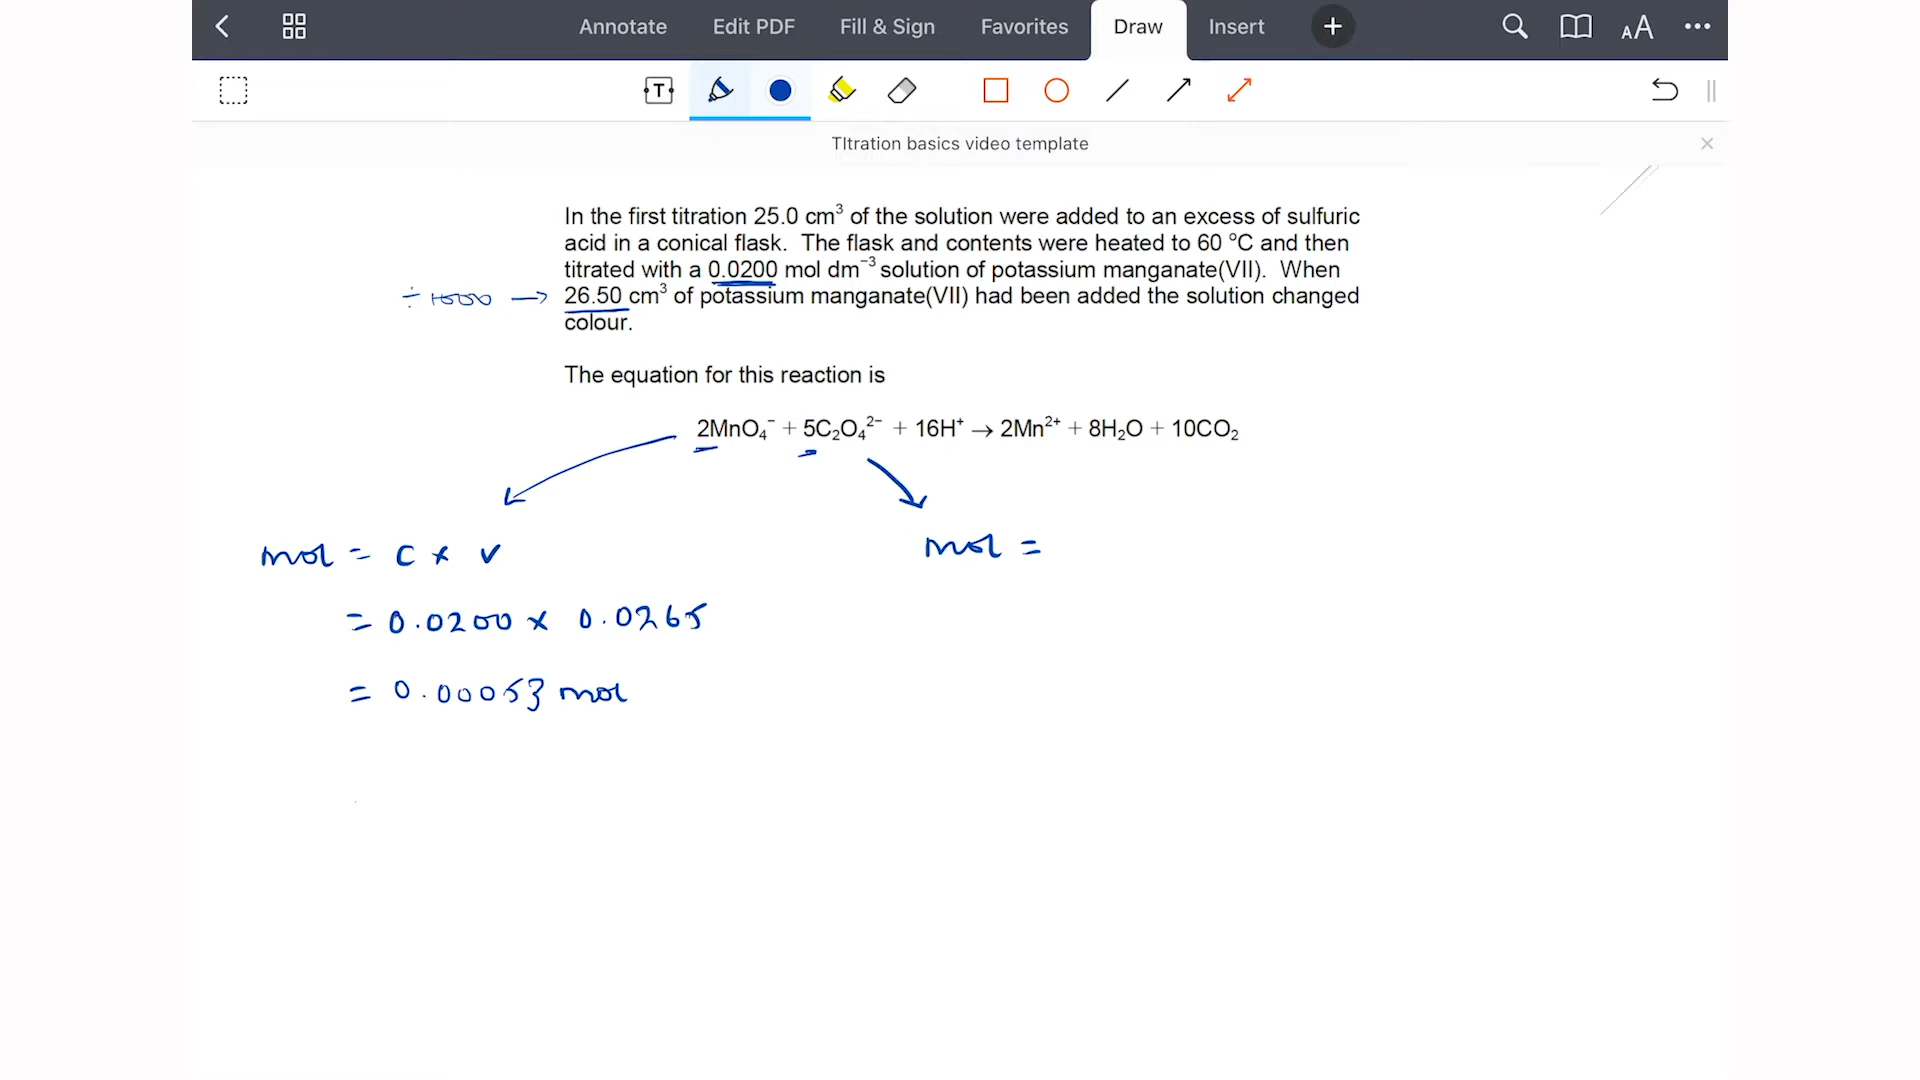 Annotate Edit PDF Fill & Sign Favorites Draw Insert
T AA
TItration basics video template
In the first titration 25.0 cm³ of the solution were added to an excess of sulfuric
acid in a conical flask. The flask and contents were heated to 60 °C and then
titrated with a 0.0200 mol dm⁻³ solution of potassium manganate(VII). When
÷ 1000 → 26.50 cm³ of potassium manganate(VII) had been added the solution changed
colour.
The equation for this reaction is
2MnO₄⁻ + 5C₂O₄²⁻ + 16H⁺ → 2Mn²⁺ + 8H₂O + 10CO₂
mol = c × v
mol =
= 0.0200 × 0.0265
= 0.00053 mol